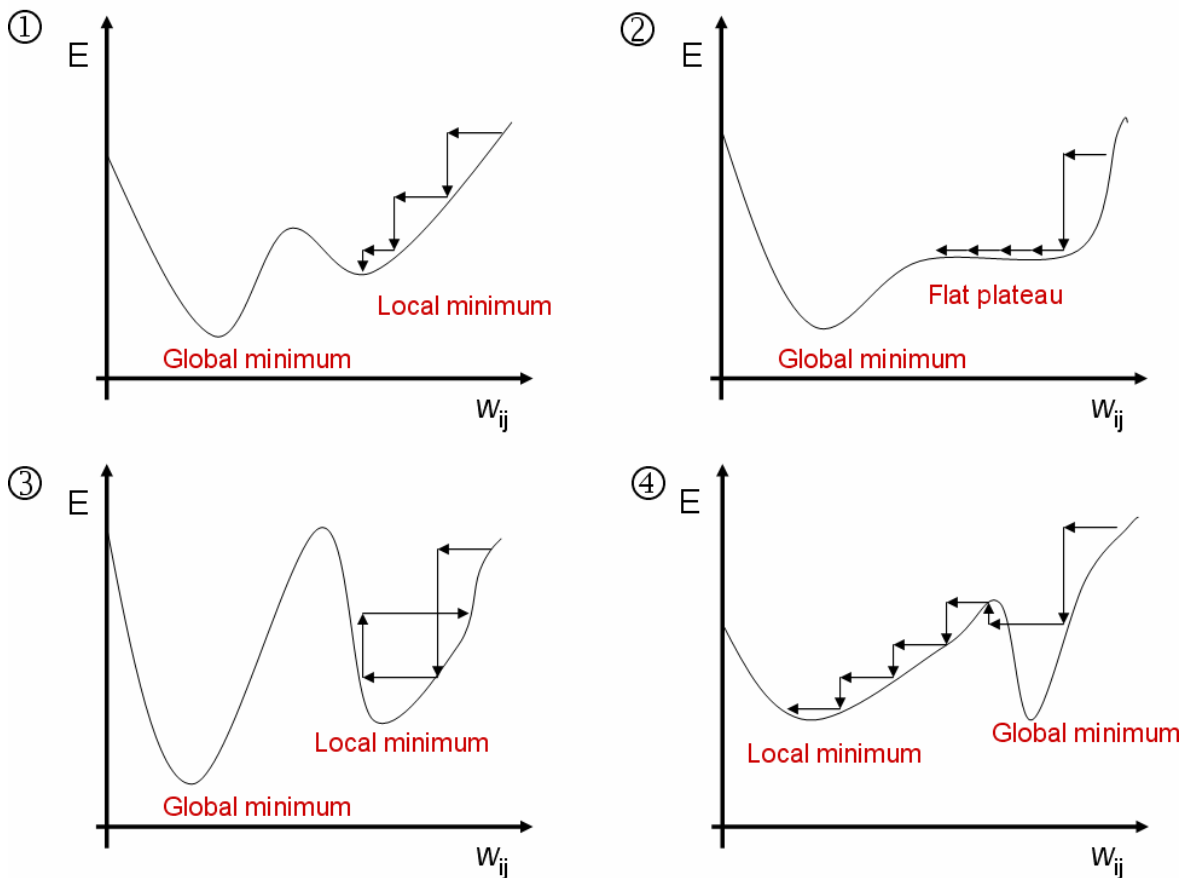 ①
E
Local minimum
Global minimum
wij
②
E
Flat plateau
Global minimum
wij
③
E
Local minimum
Global minimum
wij
④
E
Local minimum
Global minimum
wij